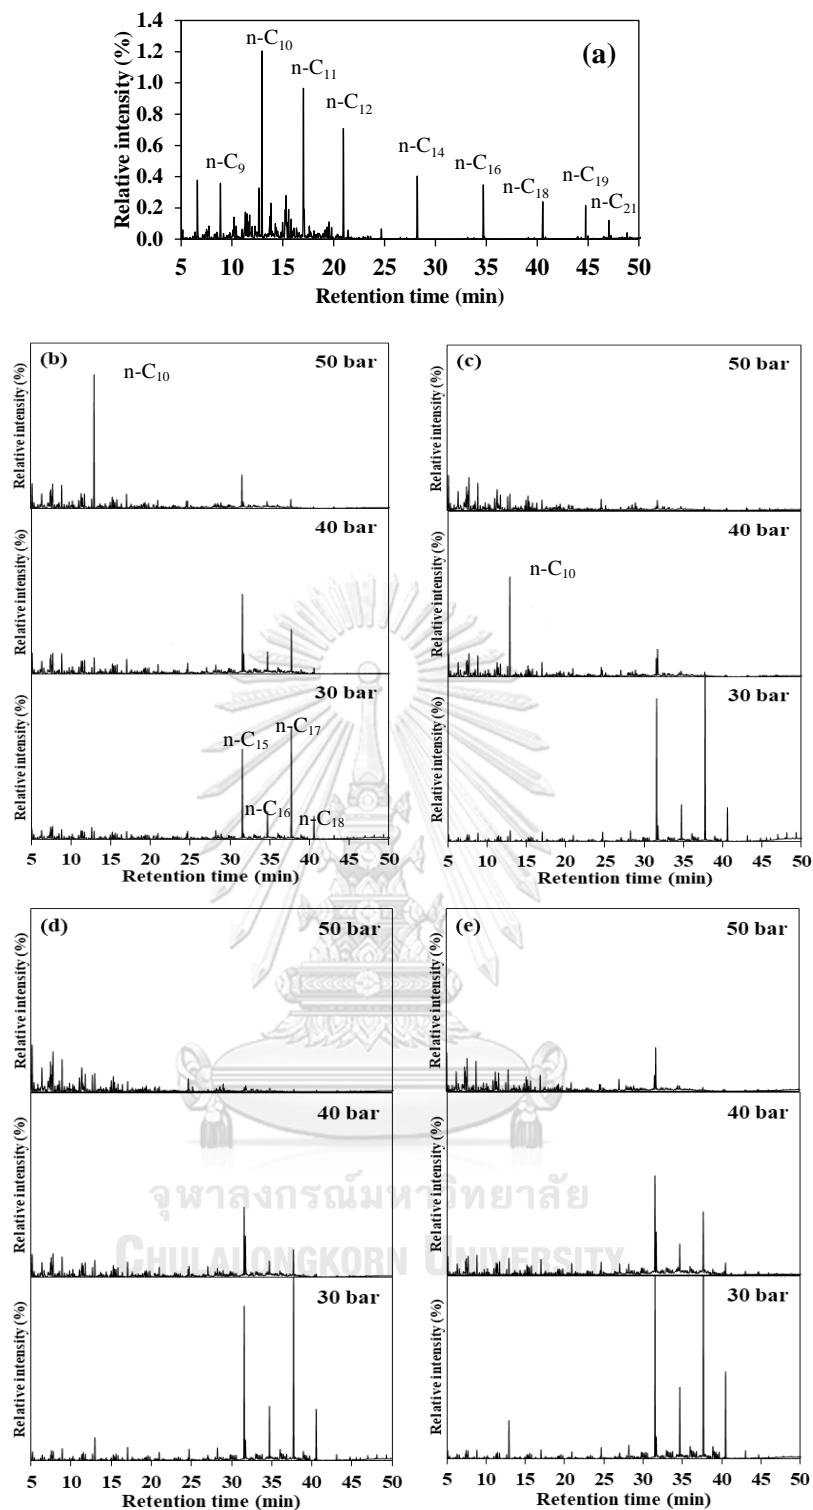 (a)
Relative intensity (%)
1.4
1.2
1.0
0.8
0.6
0.4
0.2
0.0
n-C₉
n-C₁₀
n-C₁₁
n-C₁₂
n-C₁₄
n-C₁₆
n-C₁₈
n-C₁₉
n-C₂₁
5 10 15 20 25 30 35 40 45 50
Retention time (min)
(b)
50 bar
n-C₁₀
Relative intensity (%)
40 bar
Relative intensity (%)
30 bar
n-C₁₅
n-C₁₇
n-C₁₆
n-C₁₈
Relative intensity (%)
5 10 15 20 25 30 35 40 45 50
Retention time (min)
(c)
50 bar
Relative intensity (%)
40 bar
n-C₁₀
Relative intensity (%)
30 bar
Relative intensity (%)
5 10 15 20 25 30 35 40 45 50
Retention time (min)
(d)
50 bar
Relative intensity (%)
40 bar
Relative intensity (%)
30 bar
Relative intensity (%)
5 10 15 20 25 30 35 40 45 50
Retention time (min)
(e)
50 bar
Relative intensity (%)
40 bar
Relative intensity (%)
30 bar
Relative intensity (%)
5 10 15 20 25 30 35 40 45 50
Retention time (min)
จุฬาลงกรณ์มหาวิทยาลัย
CHULALONGKORN UNIVERSITY